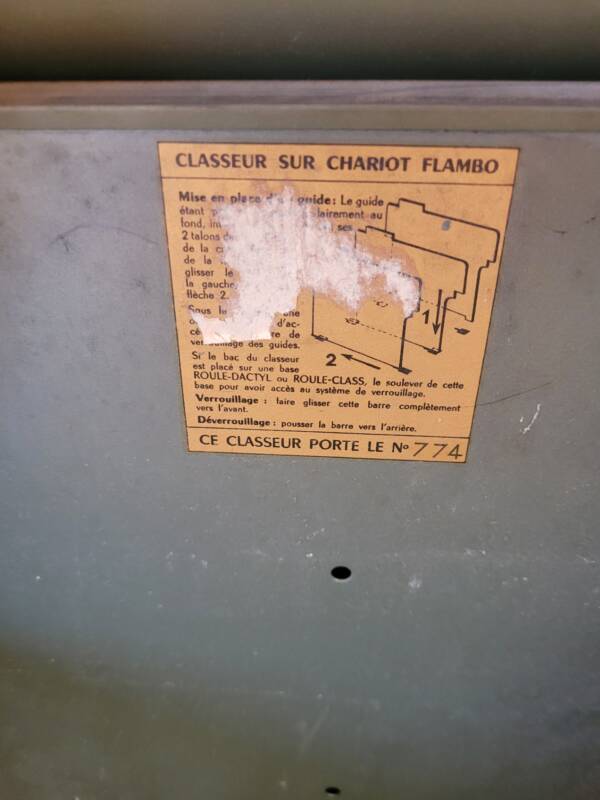 CLASSEUR SUR CHARIOT FLAMBO
Mise en place guide: Le guide
étant lairement au
fond, ses
2 talons
de la
de la
glisser le
la gauche
flèche 2.
Sous le une
d'ac-
re de
age des guides.
Si le bac du classeur
est placé sur une base
ROULE-DACTYL ou ROULE-CLASS, le soulever de cette
base pour avoir accès au système de verrouillage.
Verrouillage : faire glisser cette barre complètement
vers l'avant.
Déverrouillage : pousser la barre vers l'arrière.
CE CLASSEUR PORTE LE No 774
1
2